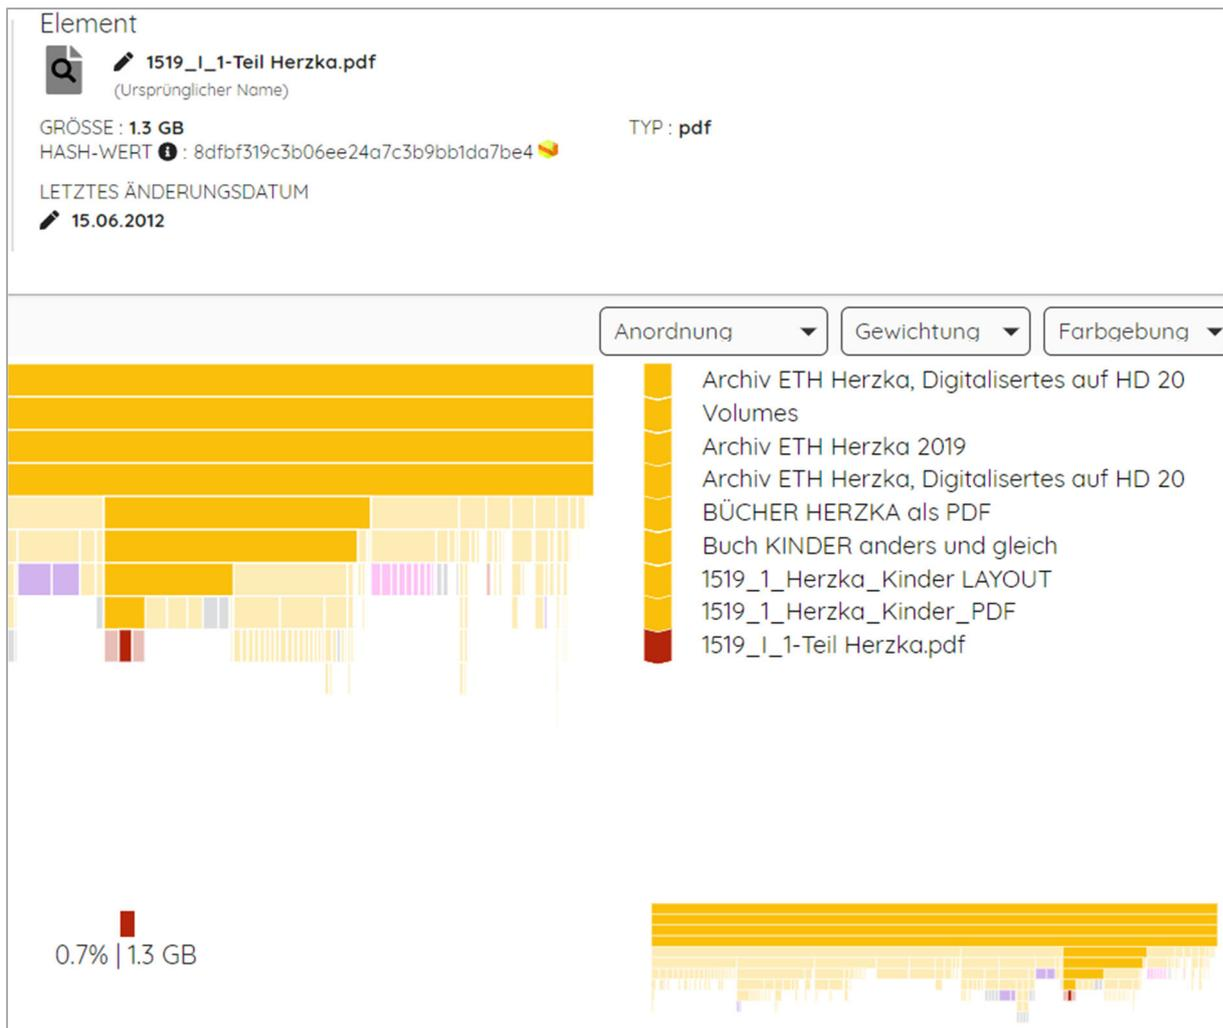 Element
1519_I_1-Teil Herzka.pdf
(Ursprünglicher Name)
GRÖSSE : 1.3 GB
TYP : pdf
HASH-WERT : 8dfbf319c3b06ee24a7c3b9bb1da7be4
LETZTES ÄNDERUNGSDATUM
15.06.2012
Anordnung
Gewichtung
Farbgebung
Archiv ETH Herzka, Digitalisertes auf HD 20
Volumes
Archiv ETH Herzka 2019
Archiv ETH Herzka, Digitalisertes auf HD 20
BÜCHER HERZKA als PDF
Buch KINDER anders und gleich
1519_1_Herzka_Kinder LAYOUT
1519_1_Herzka_Kinder_PDF
1519_I_1-Teil Herzka.pdf
0.7% | 1.3 GB